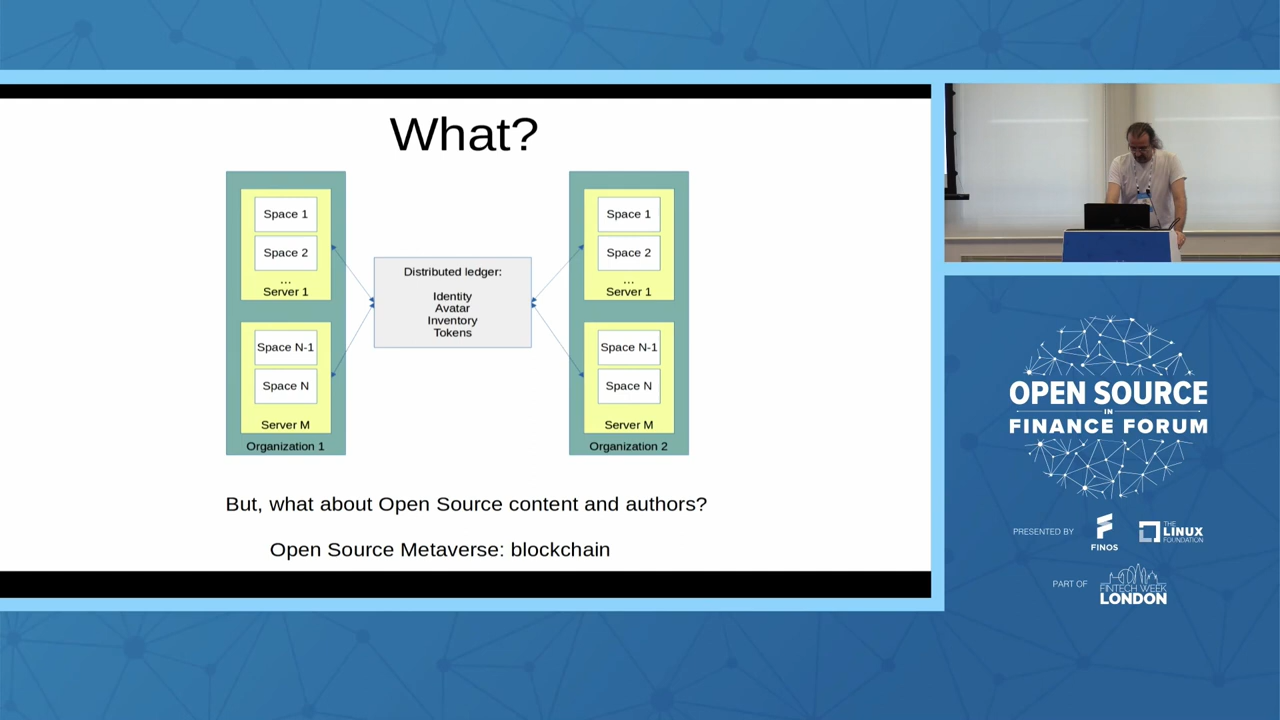 What?
Space 1
Space 2
...
Server 1
Space N-1
Space N
Server M
Organization 1
Distributed ledger:
Identity
Avatar
Inventory
Tokens
Space 1
Space 2
...
Server 1
Space N-1
Space N
Server M
Organization 2
But, what about Open Source content and authors?
Open Source Metaverse: blockchain
OPEN SOURCE
IN
FINANCE FORUM
PRESENTED BY
FINOS
THE
LINUX
FOUNDATION
PART OF
FINTECH WEEK
LONDON